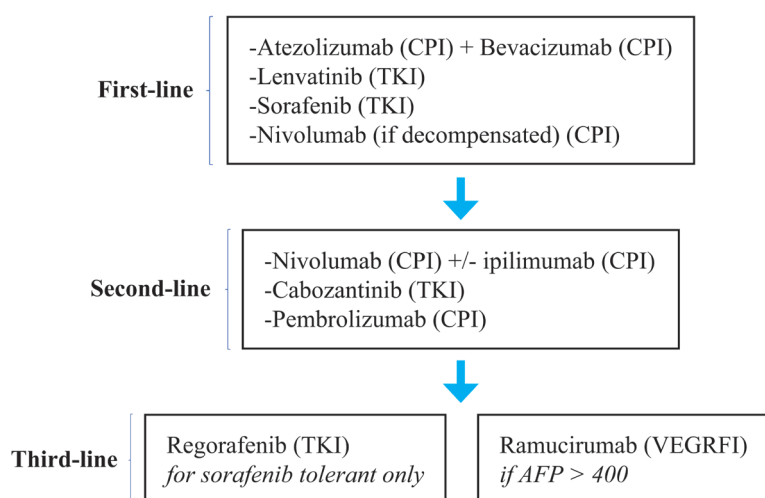 First-line
-Atezolizumab (CPI) + Bevacizumab (CPI)
-Lenvatinib (TKI)
-Sorafenib (TKI)
-Nivolumab (if decompensated) (CPI)
Second-line
-Nivolumab (CPI) +/- ipilimumab (CPI)
-Cabozantinib (TKI)
-Pembrolizumab (CPI)
Third-line
Regorafenib (TKI)
for sorafenib tolerant only
Ramucirumab (VEGRFI)
if AFP > 400